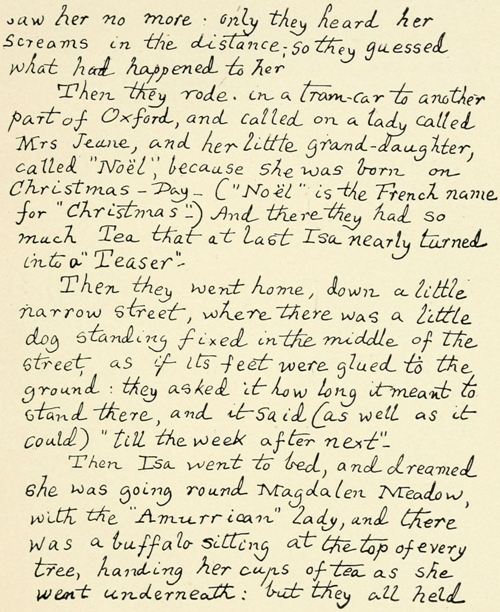 saw her no more: only they heard her
screams in the distance; so they guessed
what had happened to her
Then they rode in a tram-car to another
part of Oxford, and called on a lady called
Mrs Jeune, and her little grand-daughter,
called "Noël", because she was born on
Christmas-Day- ("Noël" is the French name
for "Christmas".) And there they had so
much Tea that at last Isa nearly turned
into a "Teaser".
Then they went home, down a little
narrow street, where there was a little
dog standing fixed in the middle of the
street, as if its feet were glued to the
ground: they asked it how long it meant to
stand there, and it said (as well as it
could) "till the week after next".
Then Isa went to bed, and dreamed
she was going round Magdalen Meadow,
with the "Amurrican" lady, and there
was a buffalo sitting at the top of every
tree, handing her cups of tea as she
went underneath: but they all held